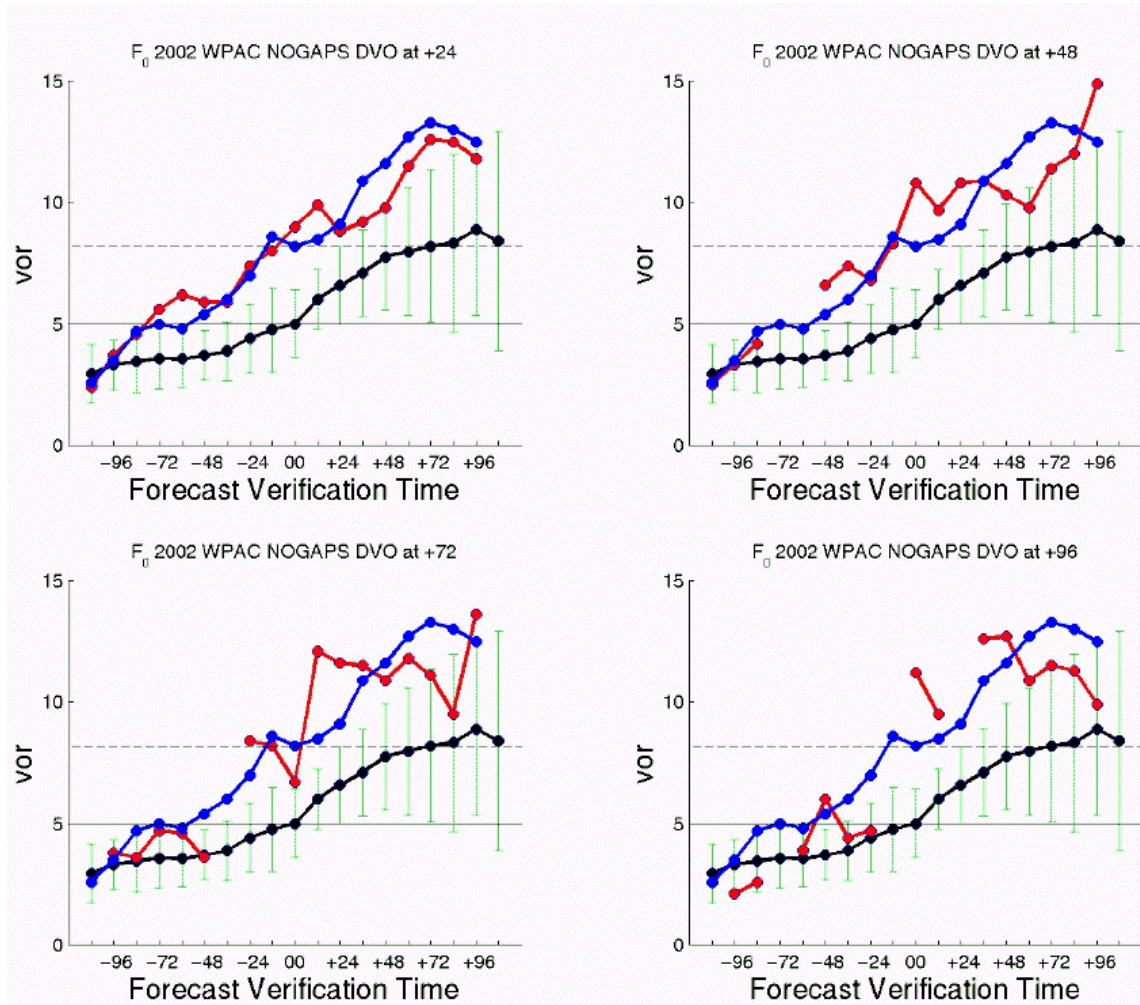 F0 2002 WPAC NOGAPS DVO at +24
15
10
5
0
vor
−96 −72 −48 −24 00 +24 +48 +72 +96
Forecast Verification Time
F0 2002 WPAC NOGAPS DVO at +48
15
10
5
0
vor
−96 −72 −48 −24 00 +24 +48 +72 +96
Forecast Verification Time
F0 2002 WPAC NOGAPS DVO at +72
15
10
5
0
vor
−96 −72 −48 −24 00 +24 +48 +72 +96
Forecast Verification Time
F0 2002 WPAC NOGAPS DVO at +96
15
10
5
0
vor
−96 −72 −48 −24 00 +24 +48 +72 +96
Forecast Verification Time